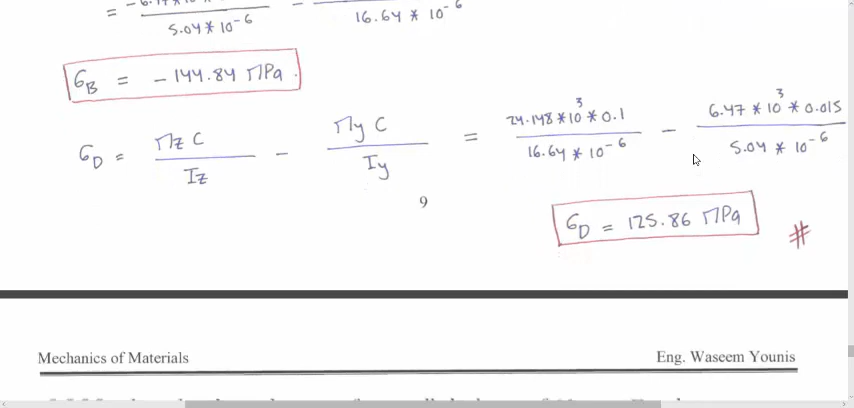 = 5.04*10^-6 - 16.64 * 10^-6
σB = -144.84 MPa.
σD = Mz C / Iz - My C / Iy = 24.148*10^3*0.1 / 16.64*10^-6 - 6.47*10^3*0.015 / 5.04*10^-6
9
σD = 125.86 MPa #
Mechanics of Materials Eng. Waseem Younis